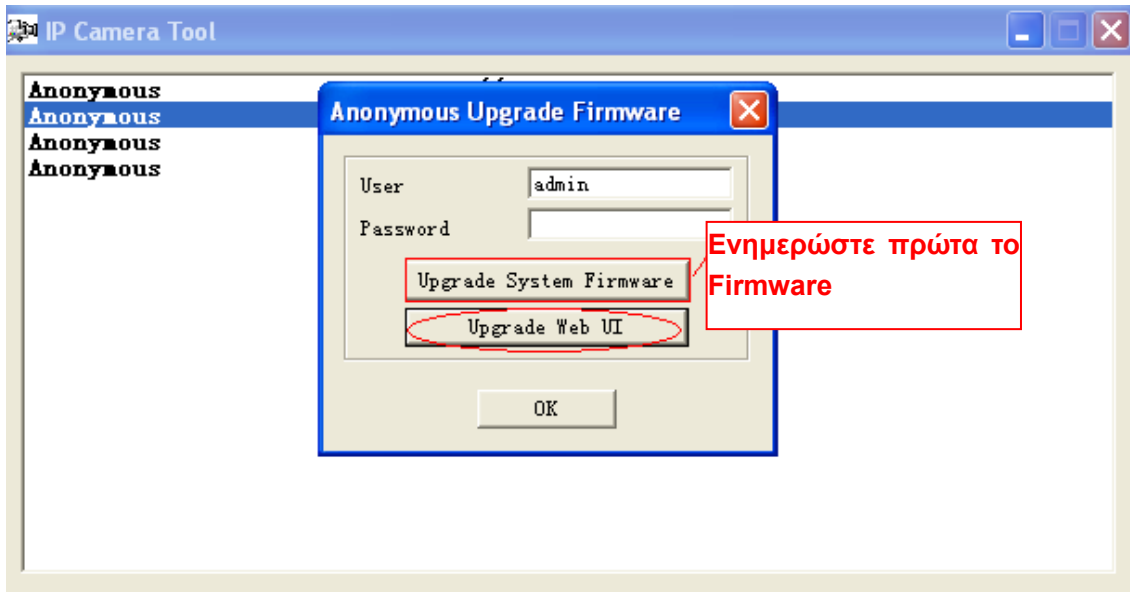 IP Camera Tool
Anonymous
Anonymous
Anonymous
Anonymous
Anonymous Upgrade Firmware
User
admin
Password
Upgrade System Firmware
Upgrade Web UI
OK
Ενημερώστε πρώτα το
Firmware